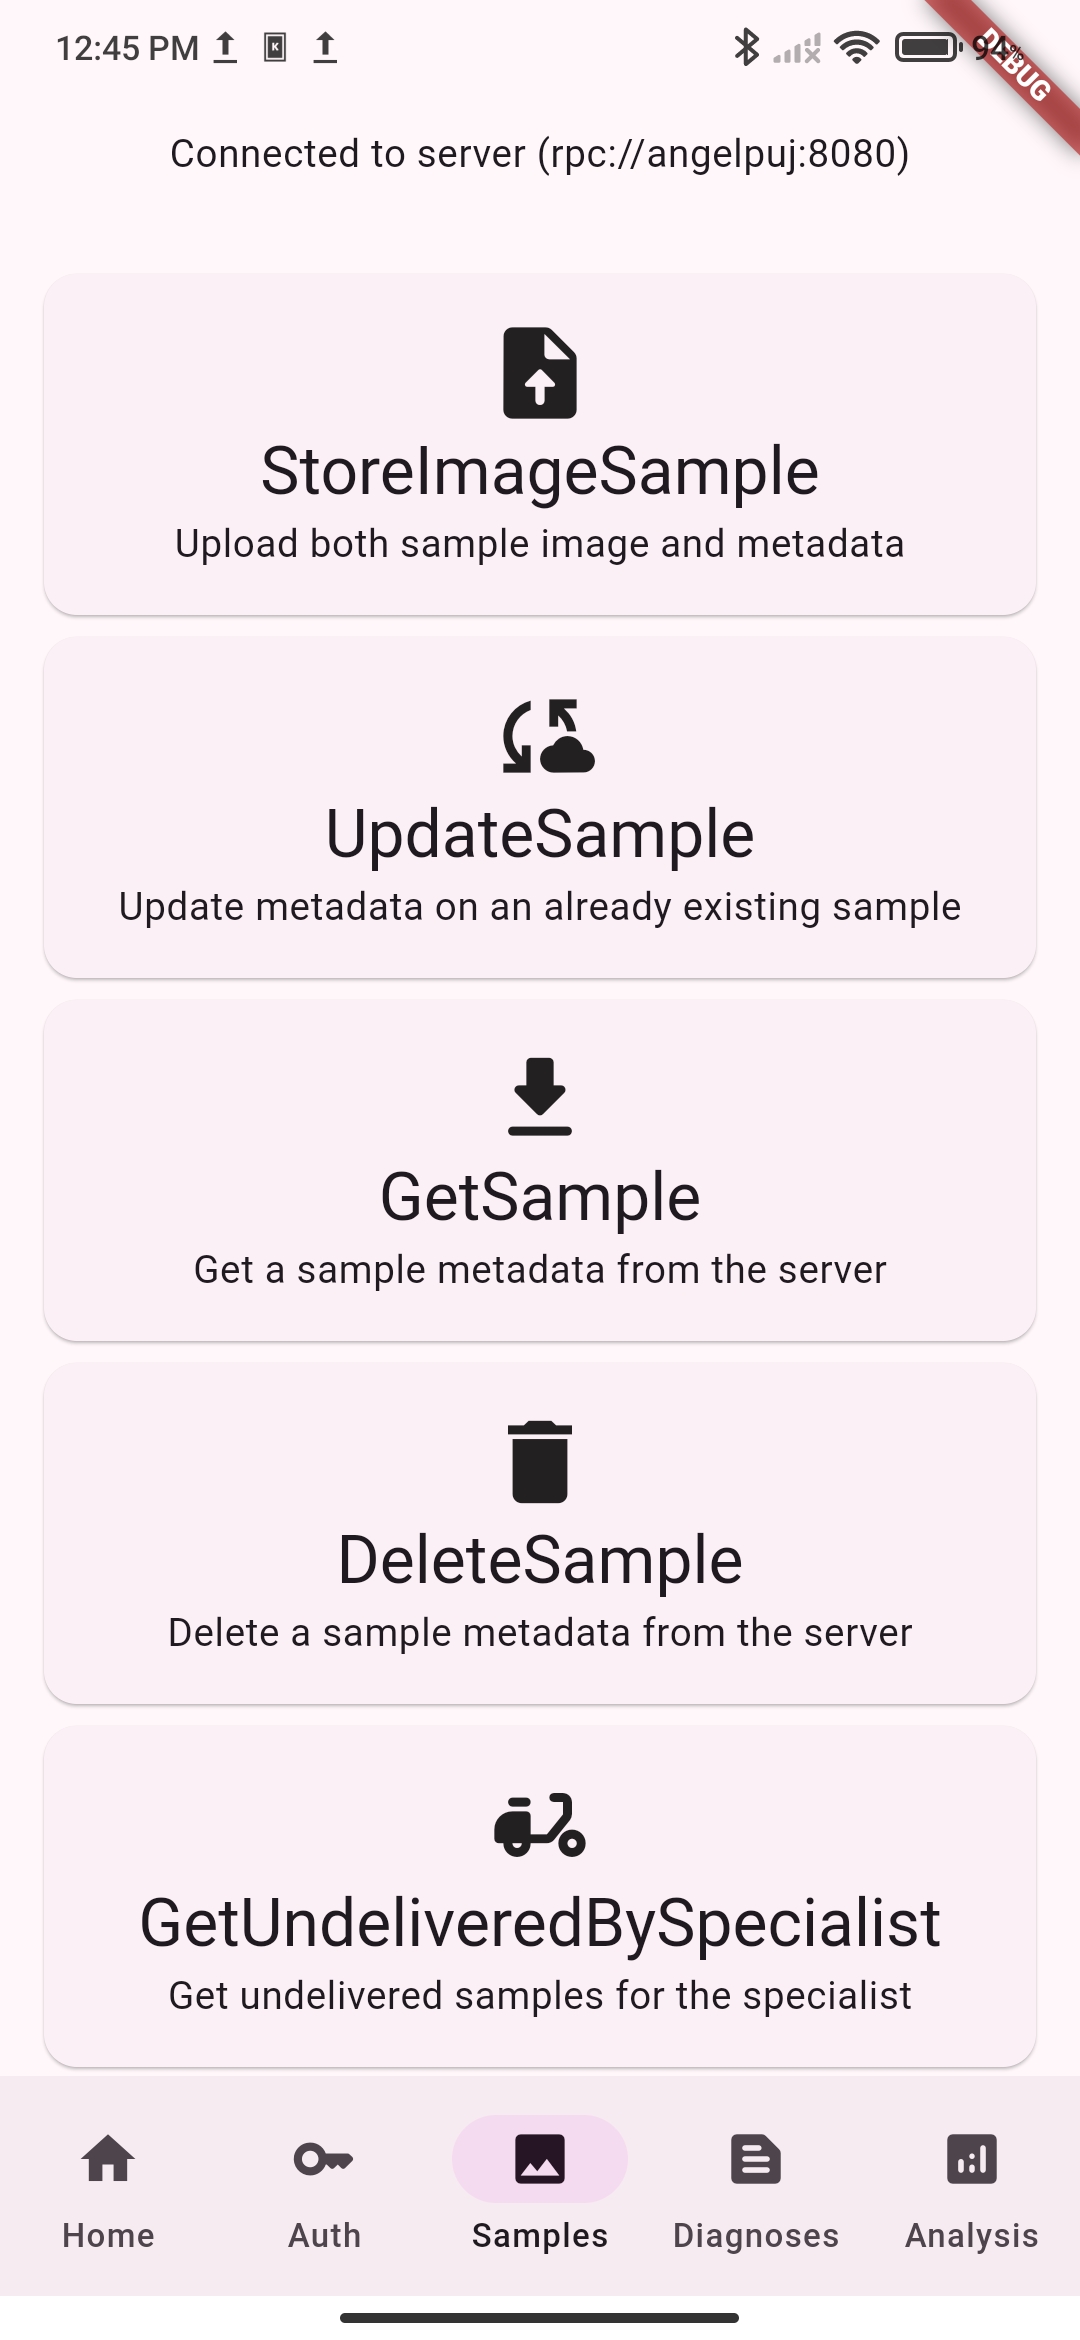 12:45 PM
94%
DEBUG
Connected to server (rpc://angelpuj:8080)
StoreImageSample
Upload both sample image and metadata
UpdateSample
Update metadata on an already existing sample
GetSample
Get a sample metadata from the server
DeleteSample
Delete a sample metadata from the server
GetUndeliveredBySpecialist
Get undelivered samples for the specialist
Home
Auth
Samples
Diagnoses
Analysis